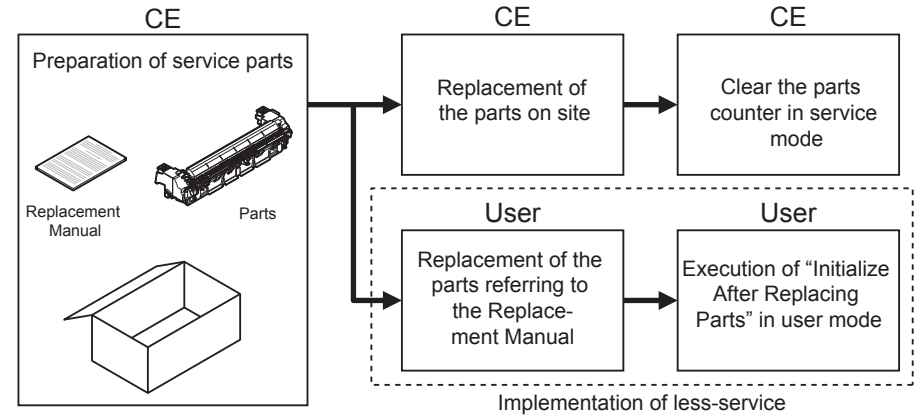 CE
Preparation of service parts
Replacement
Manual
Parts
CE
Replacement of
the parts on site
CE
Clear the parts
counter in service
mode
User
Replacement of the
parts referring to
the Replace-
ment Manual
User
Execution of “Initialize
After Replacing
Parts” in user mode
Implementation of less-service